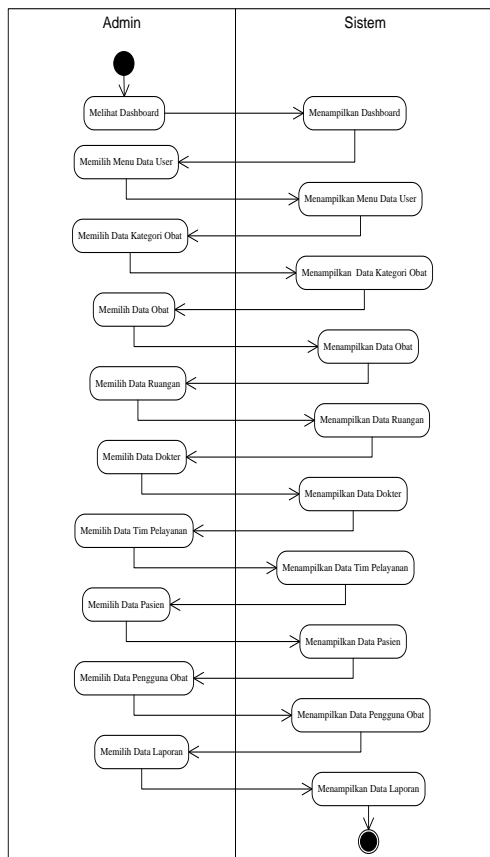 Admin
Sistem
Melihat Dashboard
Menampilkan Dashboard
Memilih Menu Data User
Menampilkan Menu Data User
Memilih Data Kategori Obat
Menampilkan Data Kategori Obat
Memilih Data Obat
Menampilkan Data Obat
Memilih Data Ruangan
Menampilkan Data Ruangan
Memilih Data Dokter
Menampilkan Data Dokter
Memilih Data Tim Pelayanan
Menampilkan Data Tim Pelayanan
Memilih Data Pasien
Menampilkan Data Pasien
Memilih Data Pengguna Obat
Menampilkan Data Pengguna Obat
Memilih Data Laporan
Menampilkan Data Laporan